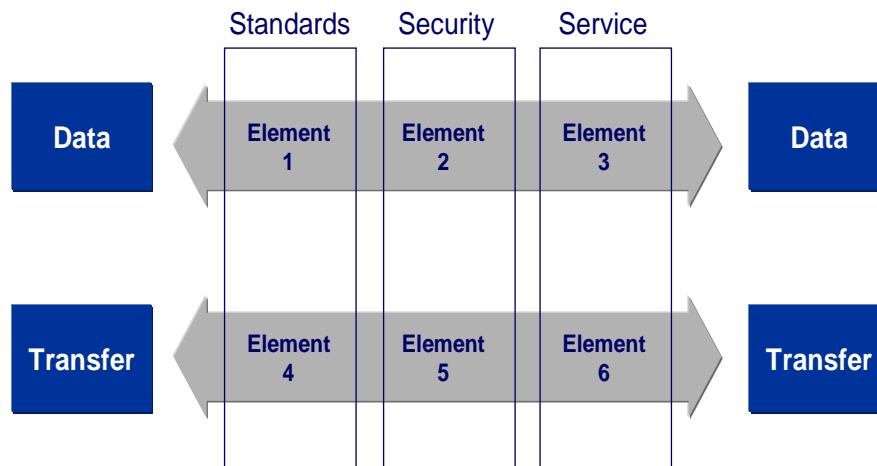 Standards Security Service
Data Element 1 Element 2 Element 3 Data
Transfer Element 4 Element 5 Element 6 Transfer